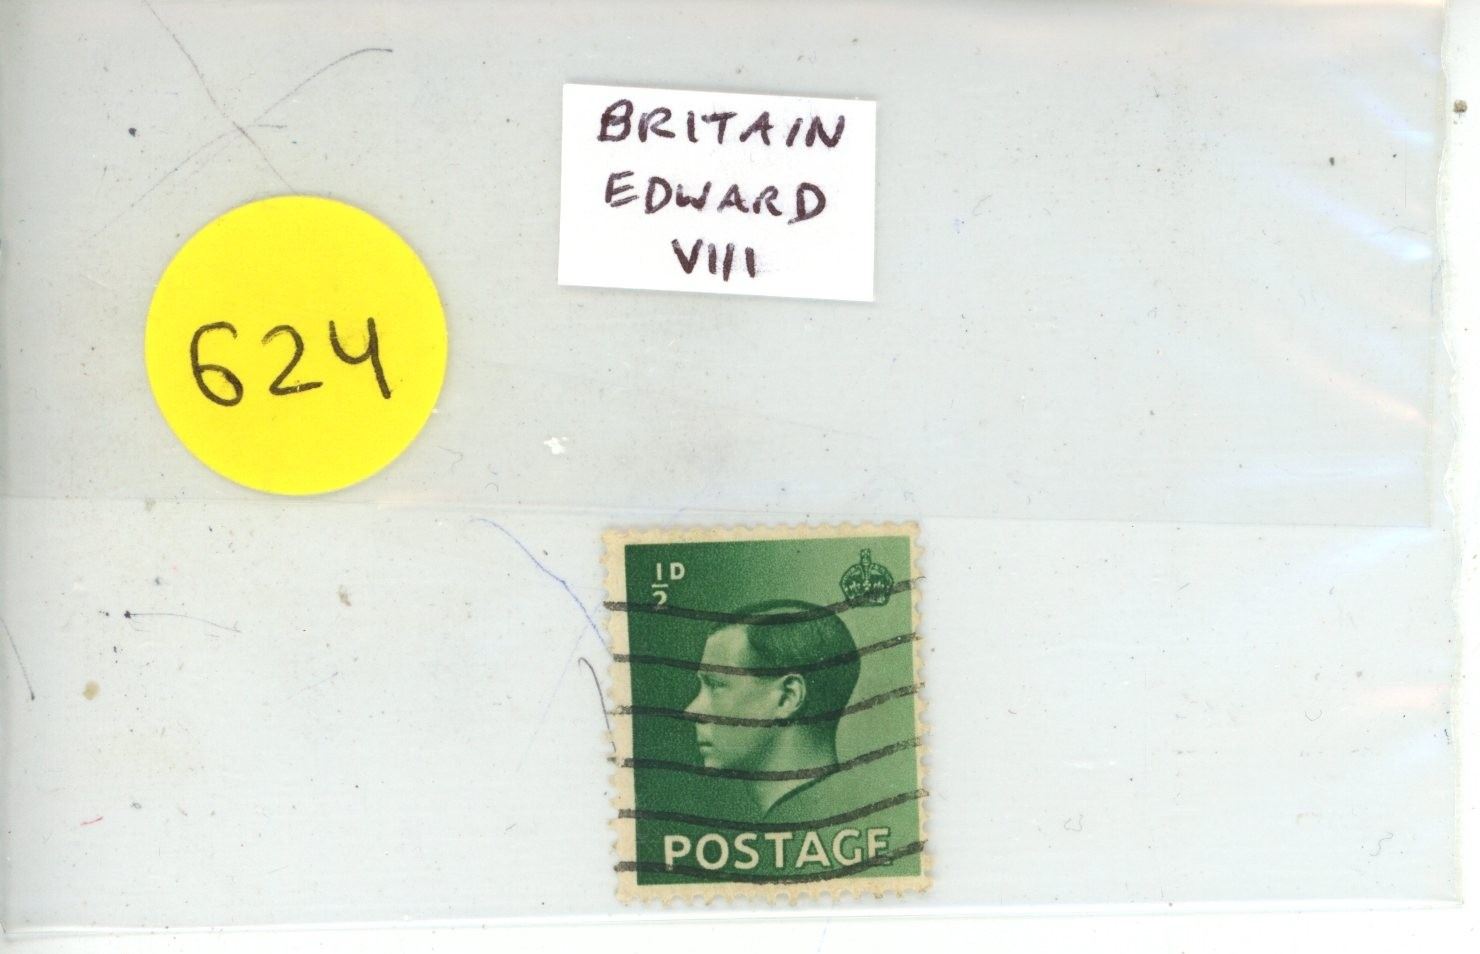 BRITAIN
EDWARD
VIII
624
½D
POSTAGE